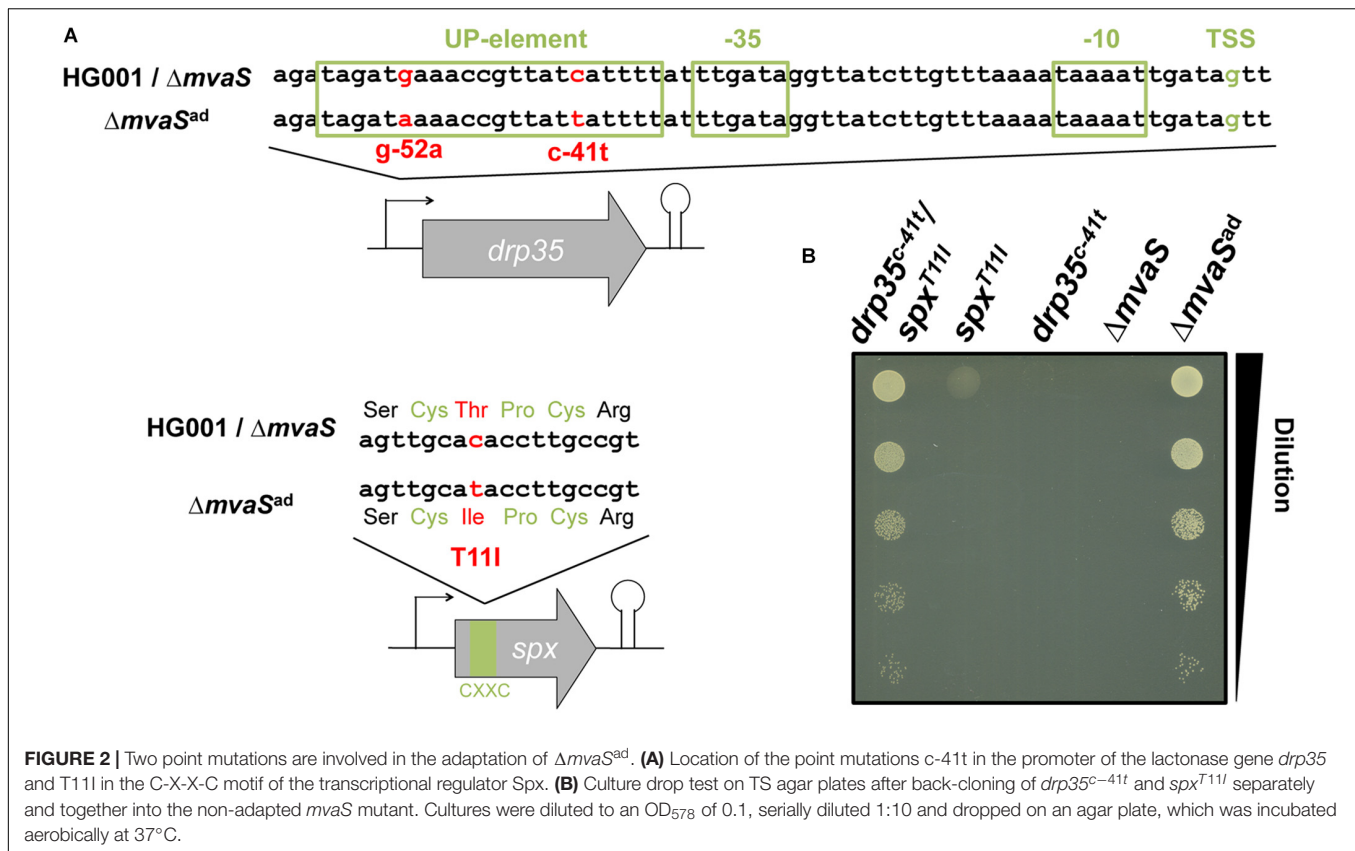 A
UP-element -35 -10 TSS
HG001 / ΔmvaS agatagatgaaaccgttatcattttatttgataggttatcttgtttaaaataaaattgatagtt
ΔmvaSad agatagataaaaccgttattattttatttgataggttatcttgtttaaaataaaattgatagtt
g-52a c-41t
drp35
B
drp35c-41t/ spxT11I
spxT11I
drp35c-41t
ΔmvaS
ΔmvaSad
Dilution
Ser Cys Thr Pro Cys Arg
HG001 / ΔmvaS agttgcacaccttgccgt
ΔmvaSad agttgcataccttgccgt
Ser Cys Ile Pro Cys Arg
T11I
spx
CXXC
FIGURE 2 | Two point mutations are involved in the adaptation of ΔmvaSad. (A) Location of the point mutations c-41t in the promoter of the lactonase gene drp35
and T11I in the C-X-X-C motif of the transcriptional regulator Spx. (B) Culture drop test on TS agar plates after back-cloning of drp35c−41t and spxT11I separately
and together into the non-adapted mvaS mutant. Cultures were diluted to an OD578 of 0.1, serially diluted 1:10 and dropped on an agar plate, which was incubated
aerobically at 37°C.